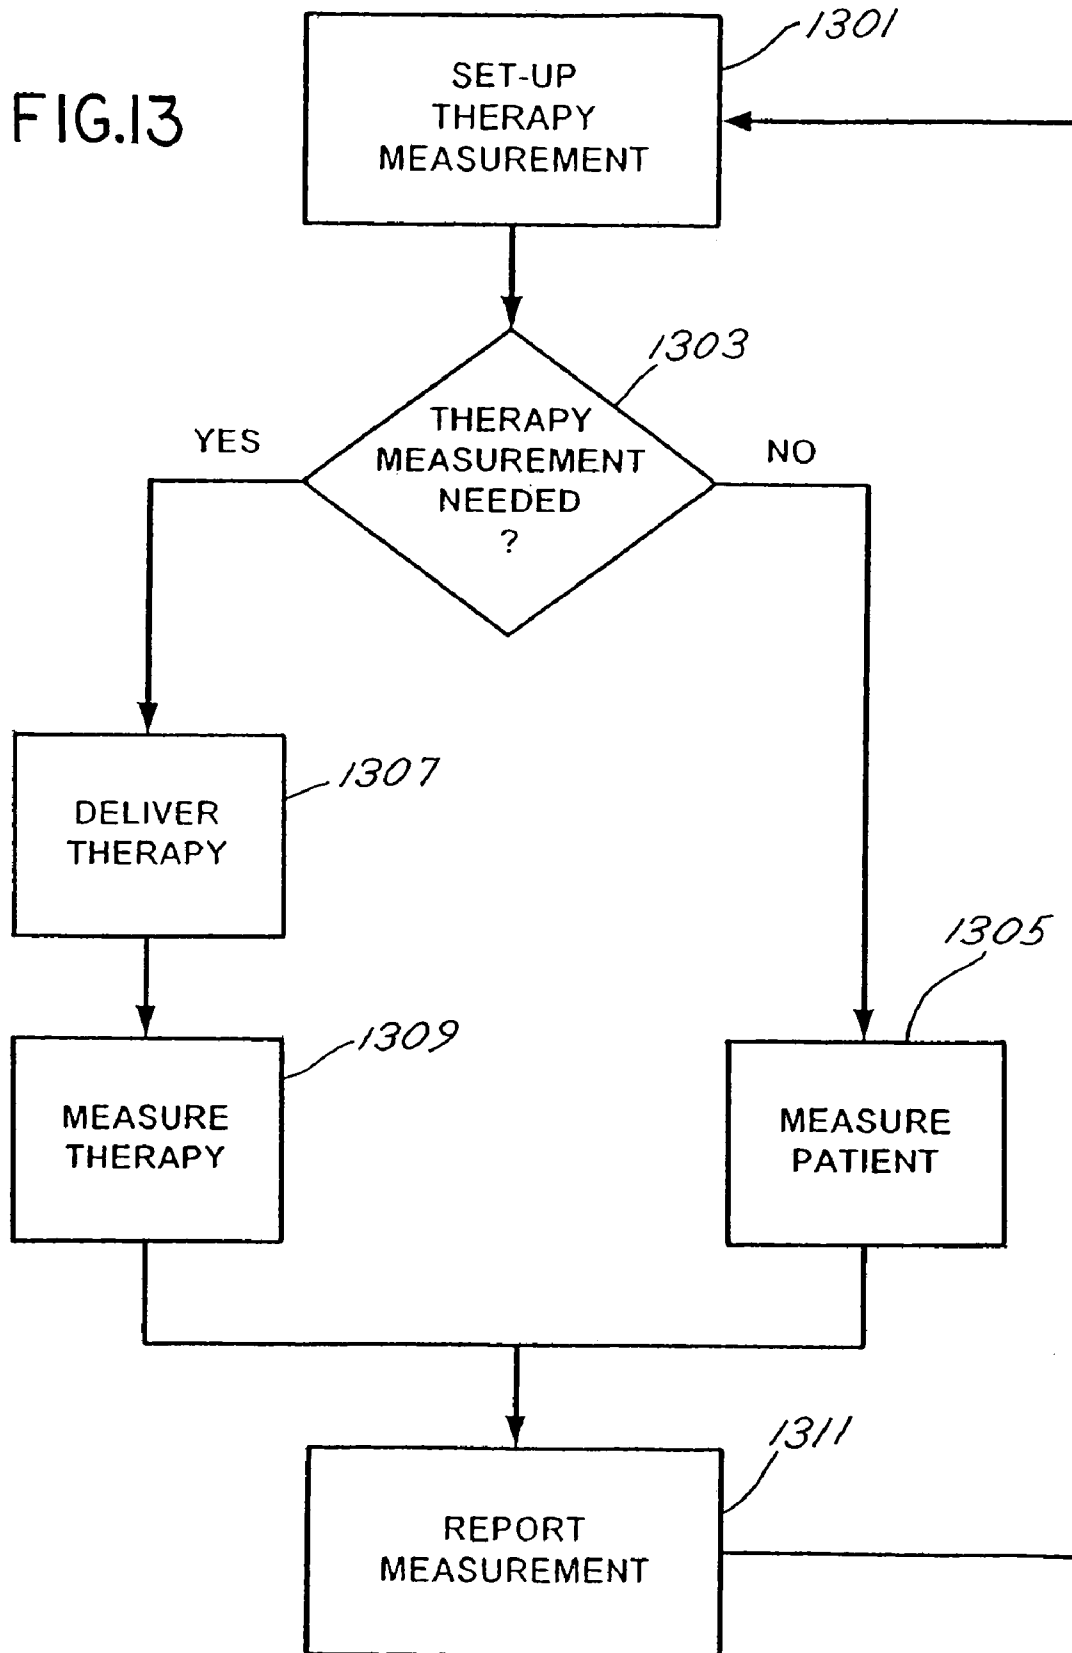 1301
FIG.13
SET-UP
THERAPY
MEASUREMENT
1303
THERAPY
MEASUREMENT
NEEDED
?
YES
NO
1307
DELIVER
THERAPY
1305
1309
MEASURE
THERAPY
MEASURE
PATIENT
1311
REPORT
MEASUREMENT